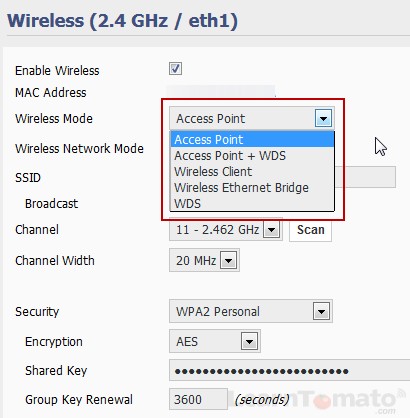 Wireless (2.4 GHz / eth1)
Enable Wireless
MAC Address
Wireless Mode Access Point
Access Point
Access Point + WDS
Wireless Client
Wireless Ethernet Bridge
WDS
Wireless Network Mode
SSID
Broadcast
Channel 11 - 2.462 GHz Scan
Channel Width 20 MHz
Security WPA2 Personal
Encryption AES
Shared Key ••••••••••••••••••••••••
Group Key Renewal 3600 (seconds)
LearnTomato
.com